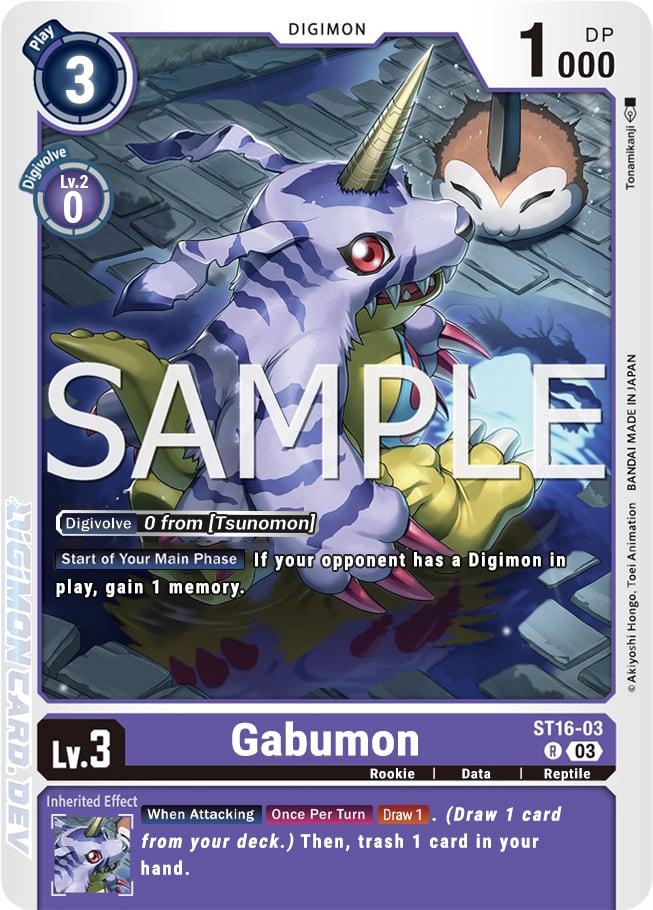 DIGIMON
Play
3
1000
DP
Digivolve
Lv.2
0
Tonamikanji
SAMPLE
Digivolve 0 from [Tsunomon]
Start of Your Main Phase If your opponent has a Digimon in
play, gain 1 memory.
© Akiyoshi Hongo, Toei Animation BANDAI MADE IN JAPAN
DIGIMONCARD.DEV
Lv.3
Gabumon
ST16-03
R 03
Rookie | Data | Reptile
Inherited Effect
When Attacking Once Per Turn Draw 1. (Draw 1 card
from your deck.) Then, trash 1 card in your
hand.